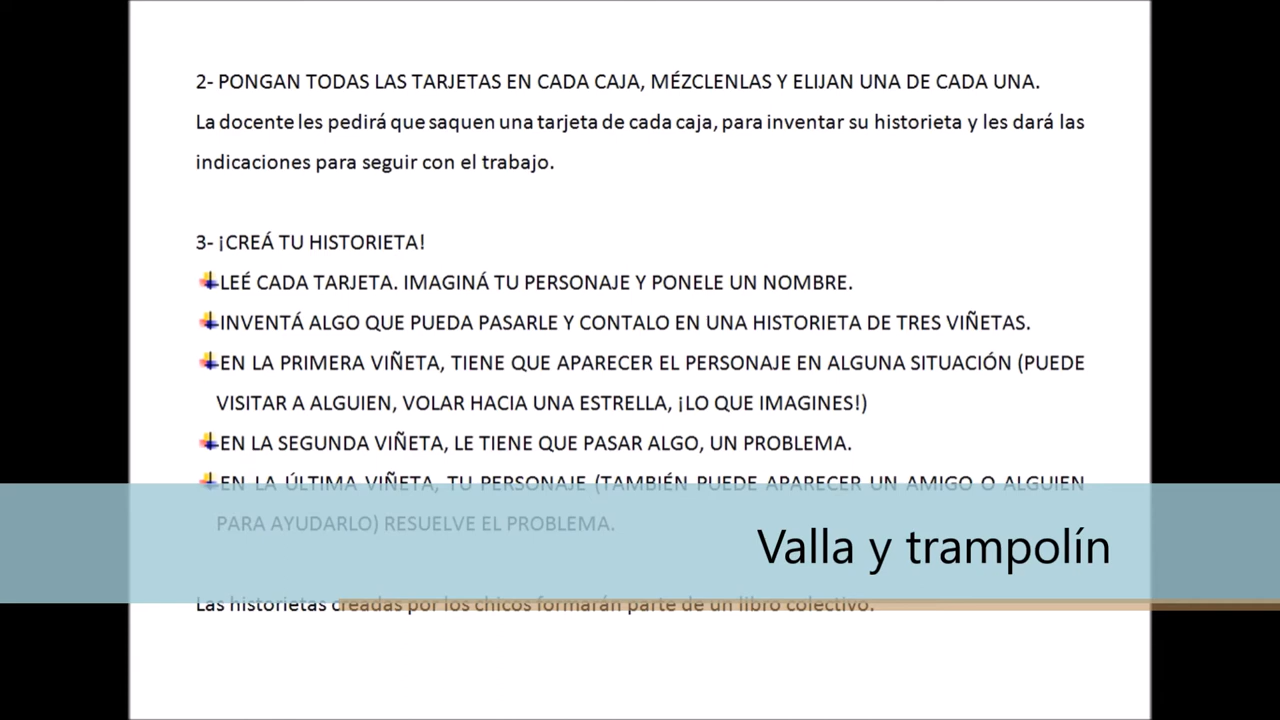 2- PONGAN TODAS LAS TARJETAS EN CADA CAJA, MÉZCLENLAS Y ELIJAN UNA DE CADA UNA.
La docente les pedirá que saquen una tarjeta de cada caja, para inventar su historieta y les dará las
indicaciones para seguir con el trabajo.
3- ¡CREÁ TU HISTORIETA!
LEÉ CADA TARJETA. IMAGINÁ TU PERSONAJE Y PONELE UN NOMBRE.
INVENTÁ ALGO QUE PUEDA PASARLE Y CONTALO EN UNA HISTORIETA DE TRES VIÑETAS.
EN LA PRIMERA VIÑETA, TIENE QUE APARECER EL PERSONAJE EN ALGUNA SITUACIÓN (PUEDE
VISITAR A ALGUIEN, VOLAR HACIA UNA ESTRELLA, ¡LO QUE IMAGINES!)
EN LA SEGUNDA VIÑETA, LE TIENE QUE PASAR ALGO, UN PROBLEMA.
EN LA ÚLTIMA VIÑETA, TU PERSONAJE (TAMBIÉN PUEDE APARECER UN AMIGO O ALGUIEN
PARA AYUDARLO) RESUELVE EL PROBLEMA.
Valla y trampolín
Las historietas creadas por los chicos formarán parte de un libro colectivo.